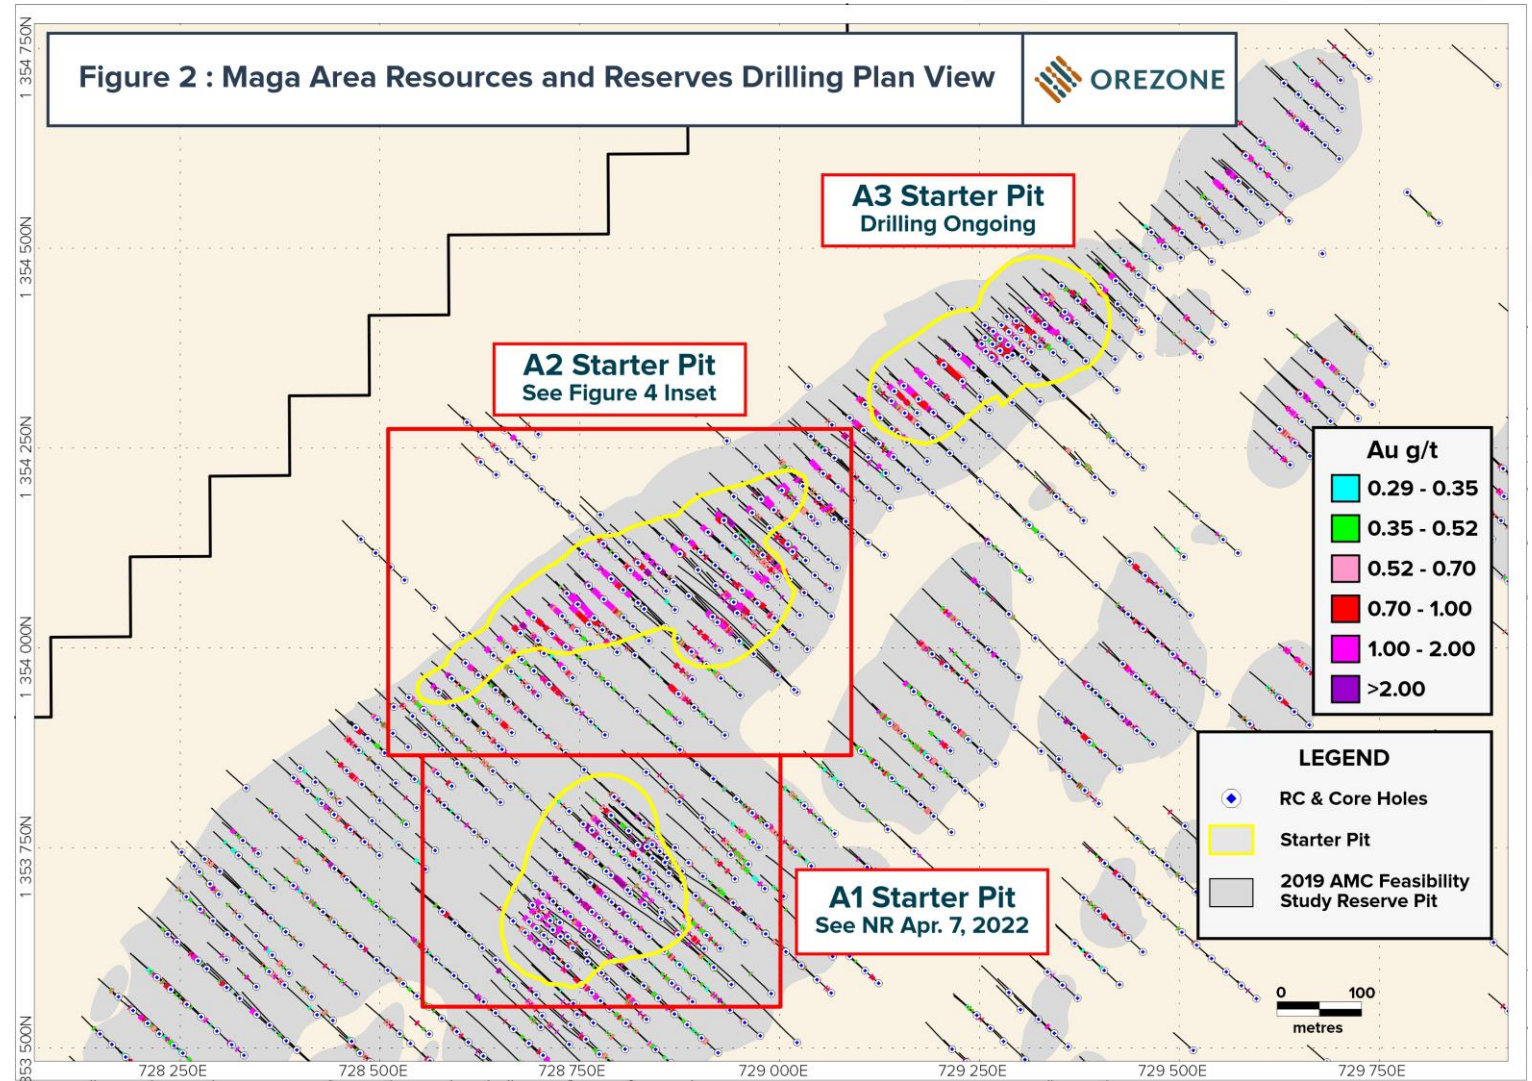 Figure 2 : Maga Area Resources and Reserves Drilling Plan View
OREZONE
A3 Starter Pit
Drilling Ongoing
A2 Starter Pit
See Figure 4 Inset
A1 Starter Pit
See NR Apr. 7, 2022
Au g/t
0.29 - 0.35
0.35 - 0.52
0.52 - 0.70
0.70 - 1.00
1.00 - 2.00
>2.00
LEGEND
RC & Core Holes
Starter Pit
2019 AMC Feasibility
Study Reserve Pit
0 100
metres
1 354 750N
1 354 500N
1 354 250N
1 354 000N
1 353 750N
353 500N
728 250E
728 500E
728 750E
729 000E
729 250E
729 500E
729 750E